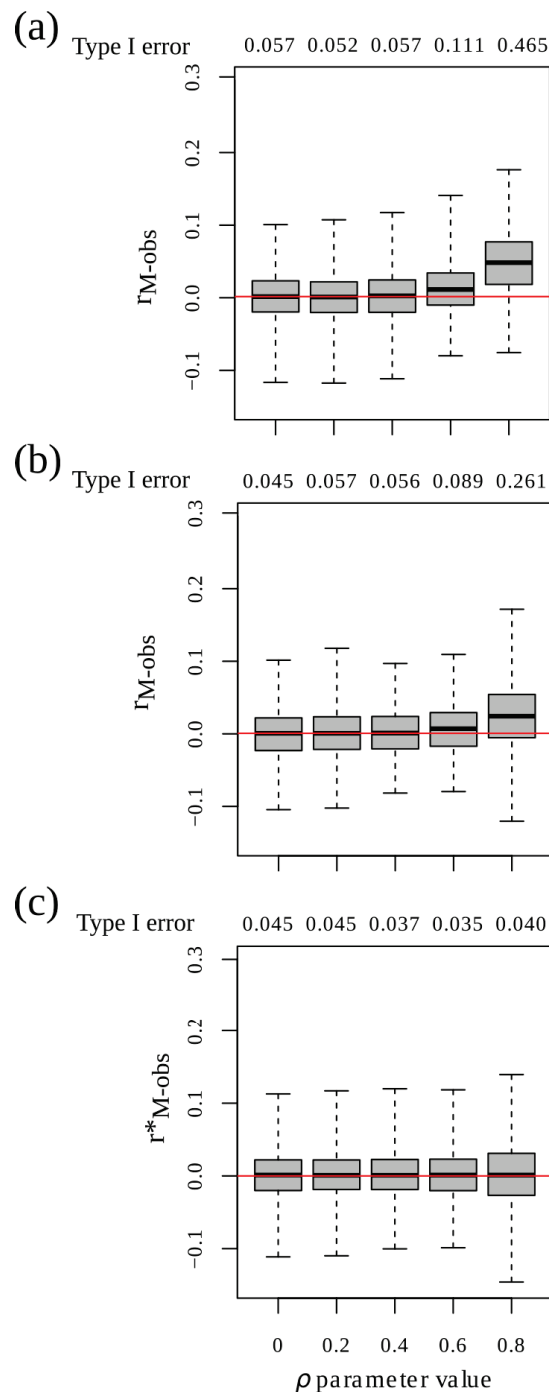 (a)
Type I error 0.057 0.052 0.057 0.111 0.465
0.3
0.2
0.1
0.0
−0.1
rM-obs
(b)
Type I error 0.045 0.057 0.056 0.089 0.261
0.3
0.2
0.1
0.0
−0.1
rM-obs
(c)
Type I error 0.045 0.045 0.037 0.035 0.040
0.3
0.2
0.1
0.0
−0.1
r*M-obs
0 0.2 0.4 0.6 0.8
ρ parameter value